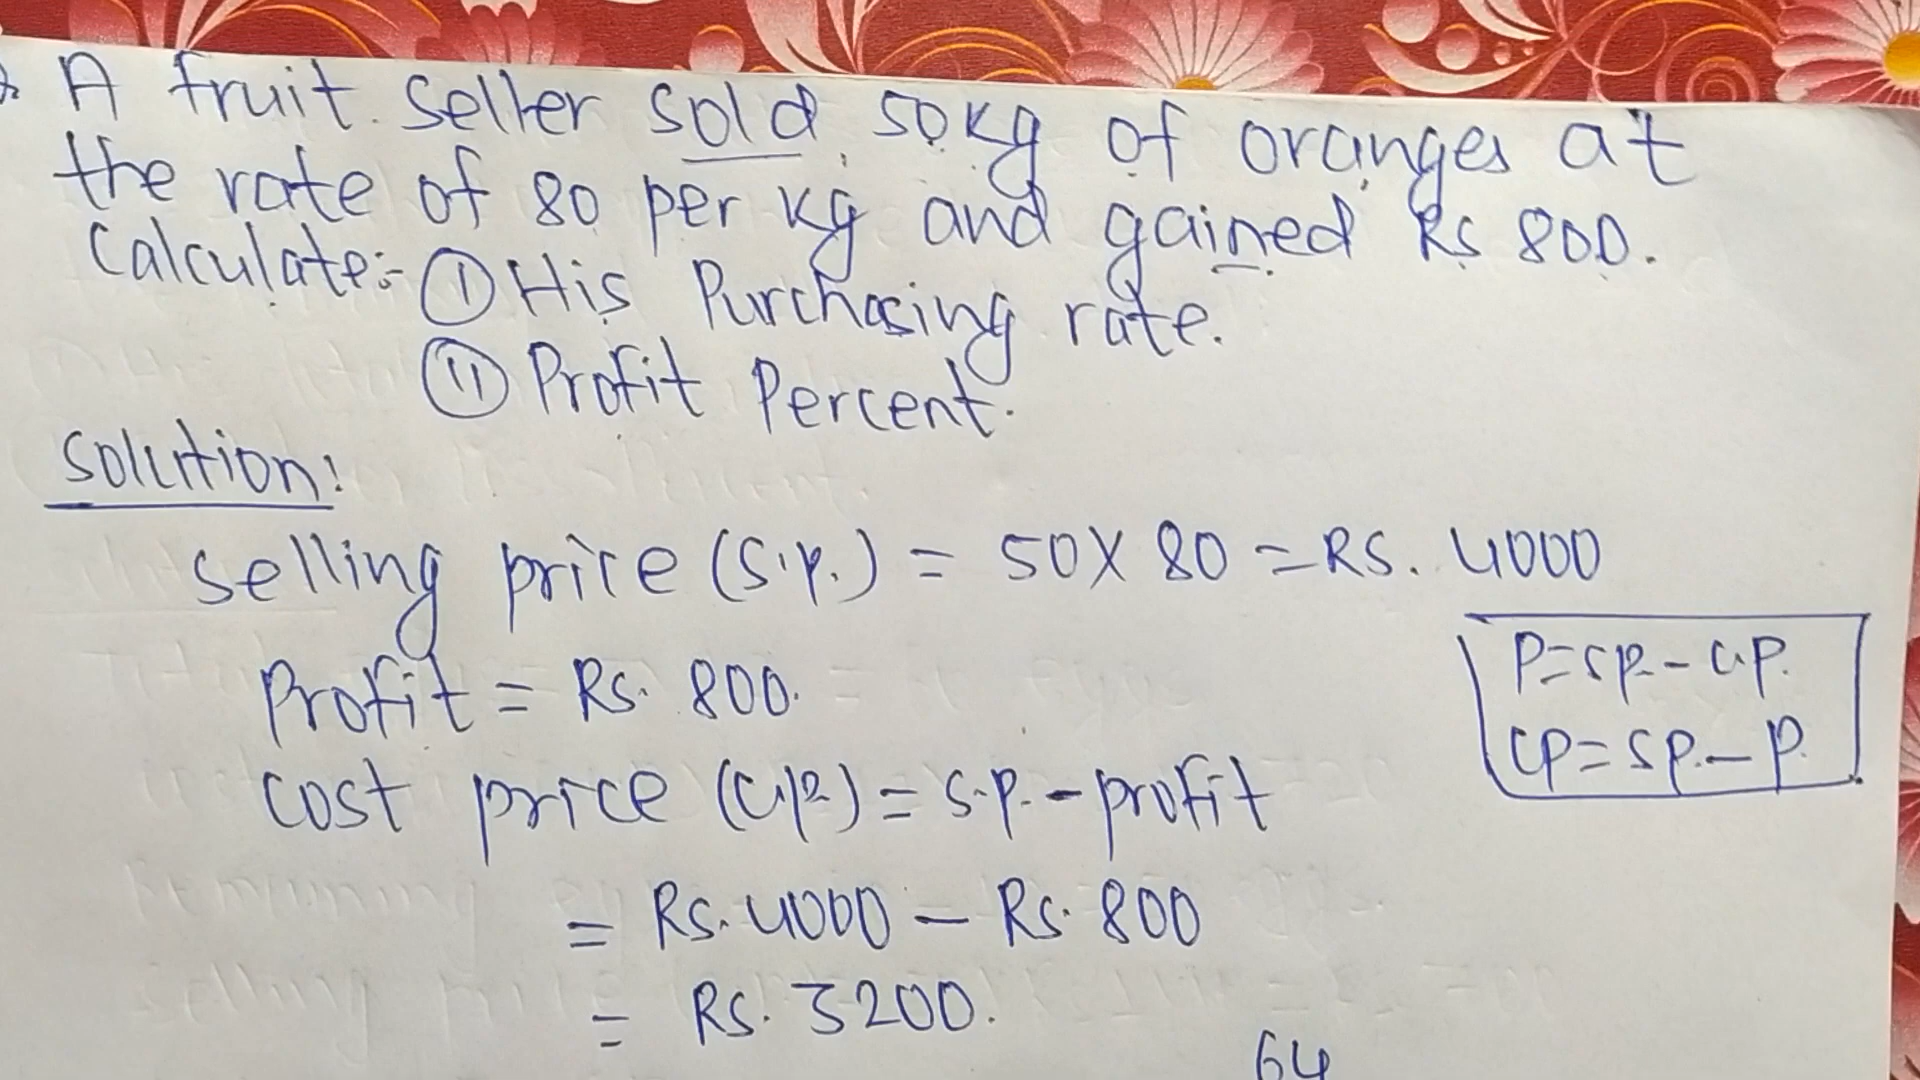 A fruit seller sold 50kg of oranges at
the rate of 80 per kg and gained Rs 800.
Calculate:- (I) His Purchasing rate.
(II) Profit Percent.
Solution:
Selling price (S.P.) = 50 X 80 = RS. 4000
Profit = Rs. 800.
P = SP - C.P.
CP = SP. - P.
Cost price (C.P.) = S.P. - profit
= Rs. 4000 - Rs. 800
= Rs. 3200.
64